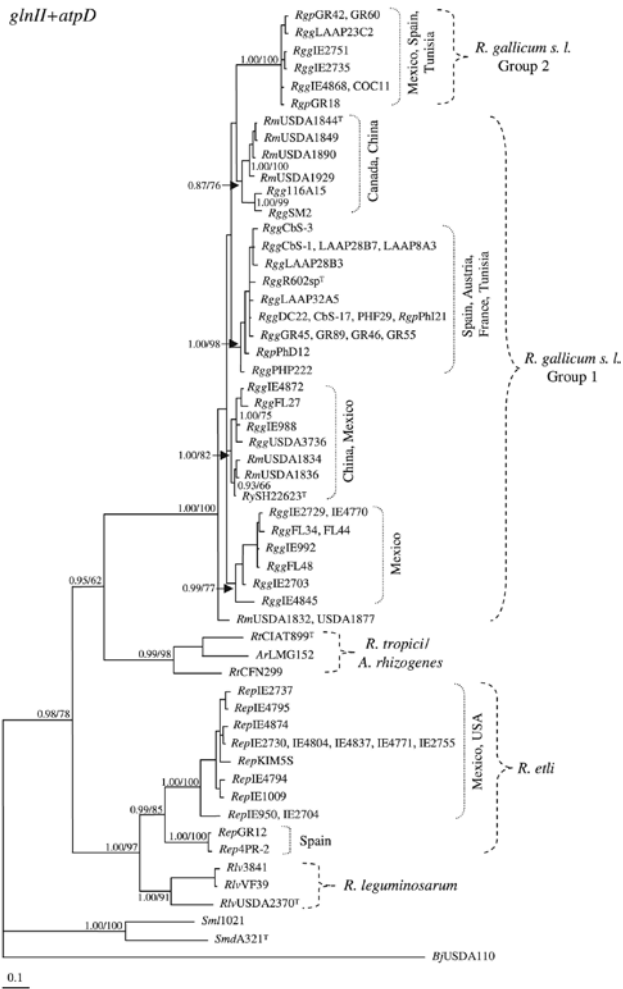 glnII+atpD
RgpGR42, GR60
RggLAAP23C2
RggIE2751
RggIE2735
RggIE4868, COC11
RgpGR18
1.00/100
Mexico, Spain,
Tunisia
R. gallicum s. l.
Group 2
RmUSDA1844ᵀ
RmUSDA1849
RmUSDA1890
1.00/100
RmUSDA1929
Rgg116A15
1.00/99
RggSM2
0.87/76
Canada, China
RggCbS-3
RggCbS-1, LAAP28B7, LAAP8A3
RggLAAP28B3
RggR602spᵀ
RggLAAP32A5
RggDC22, CbS-17, PHF29, RgpPhI21
RggGR45, GR89, GR46, GR55
RgpPhD12
RggPHP222
1.00/98
Spain, Austria,
France, Tunisia
R. gallicum s. l.
Group 1
RggIE4872
RggFL27
1.00/75
RggIE988
RggUSDA3736
RmUSDA1834
RmUSDA1836
0.93/66
RySH22623ᵀ
1.00/82
China, Mexico
RggIE2729, IE4770
RggFL34, FL44
RggIE992
RggFL48
RggIE2703
RggIE4845
0.99/77
Mexico
1.00/100
RmUSDA1832, USDA1877
0.95/62
RtCIAT899ᵀ
ArLMG152
RtCFN299
0.99/98
R. tropici/
A. rhizogenes
0.98/78
RepIE2737
RepIE4795
RepIE4874
RepIE2730, IE4804, IE4837, IE4771, IE2755
RepKIM5S
RepIE4794
RepIE1009
RepIE950, IE2704
1.00/100
Mexico, USA
0.99/85
RepGR12
1.00/100
Rep4PR-2
Spain
R. etli
1.00/97
Rlv3841
RlvVF39
1.00/91
RlvUSDA2370ᵀ
R. leguminosarum
Sml1021
1.00/100
SmdA321ᵀ
BjUSDA110
0.1